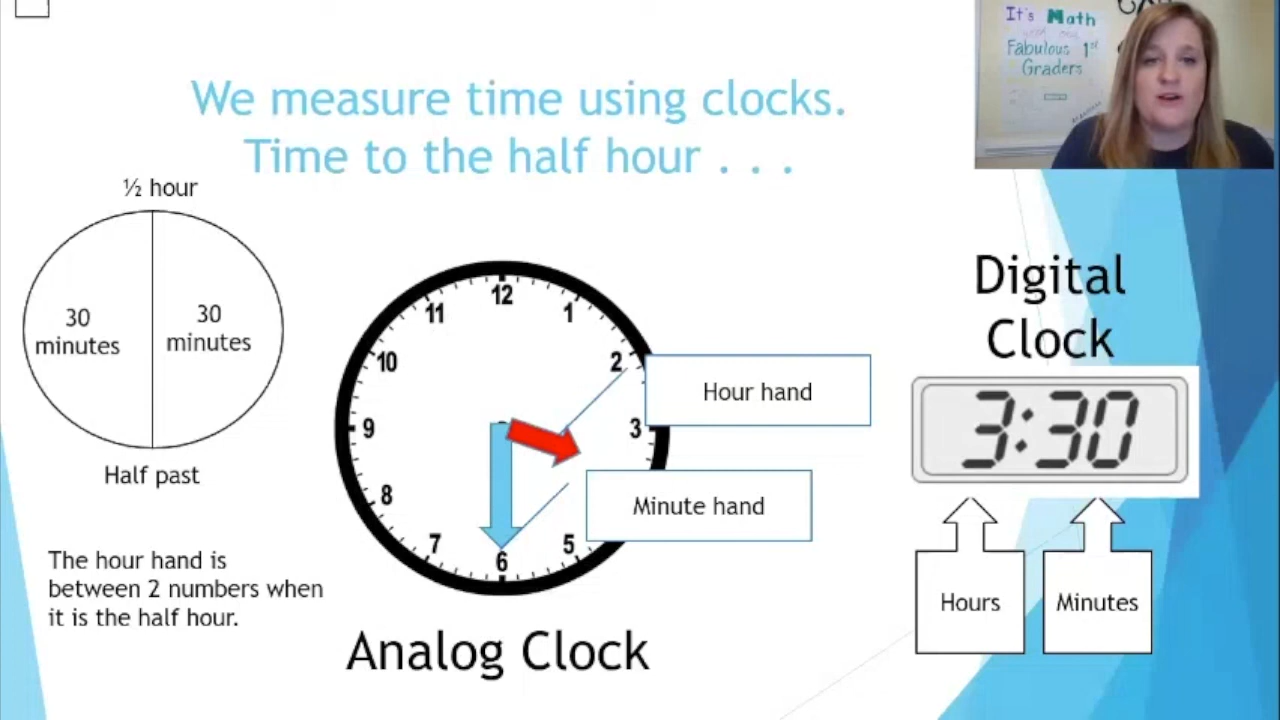 It's Math
Fabulous 1st
Graders
We measure time using clocks.
Time to the half hour . . .
½ hour
30
minutes
30
minutes
Half past
The hour hand is
between 2 numbers when
it is the half hour.
12
11
1
10
2
9
3
8
7
5
6
Hour hand
Minute hand
Analog Clock
Digital
Clock
3:30
Hours
Minutes